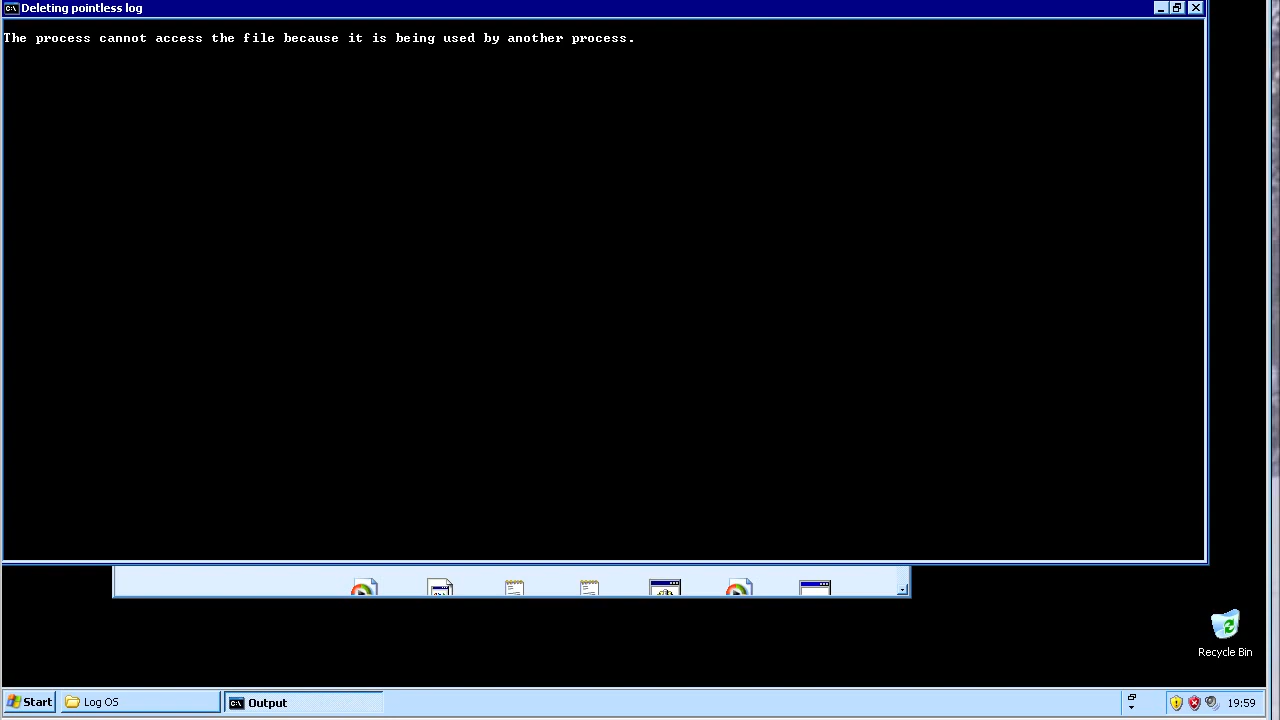 Deleting pointless log
The process cannot access the file because it is being used by another process.
Recycle Bin
Start
Log OS
Output
19:59